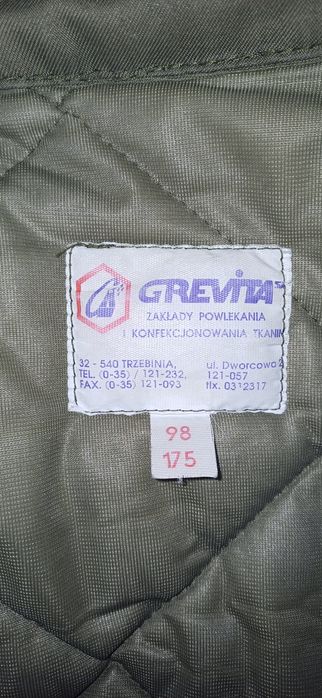 GREVITA
ZAKŁADY POWLEKANIA
I KONFEKCJONOWANIA TKANIN
32 - 540 TRZEBINIA, ul. Dworcowa 2
TEL. (0-35) / 121-232, 121-057
FAX. (0-35) 121-093 tlx. 0312317
98
175